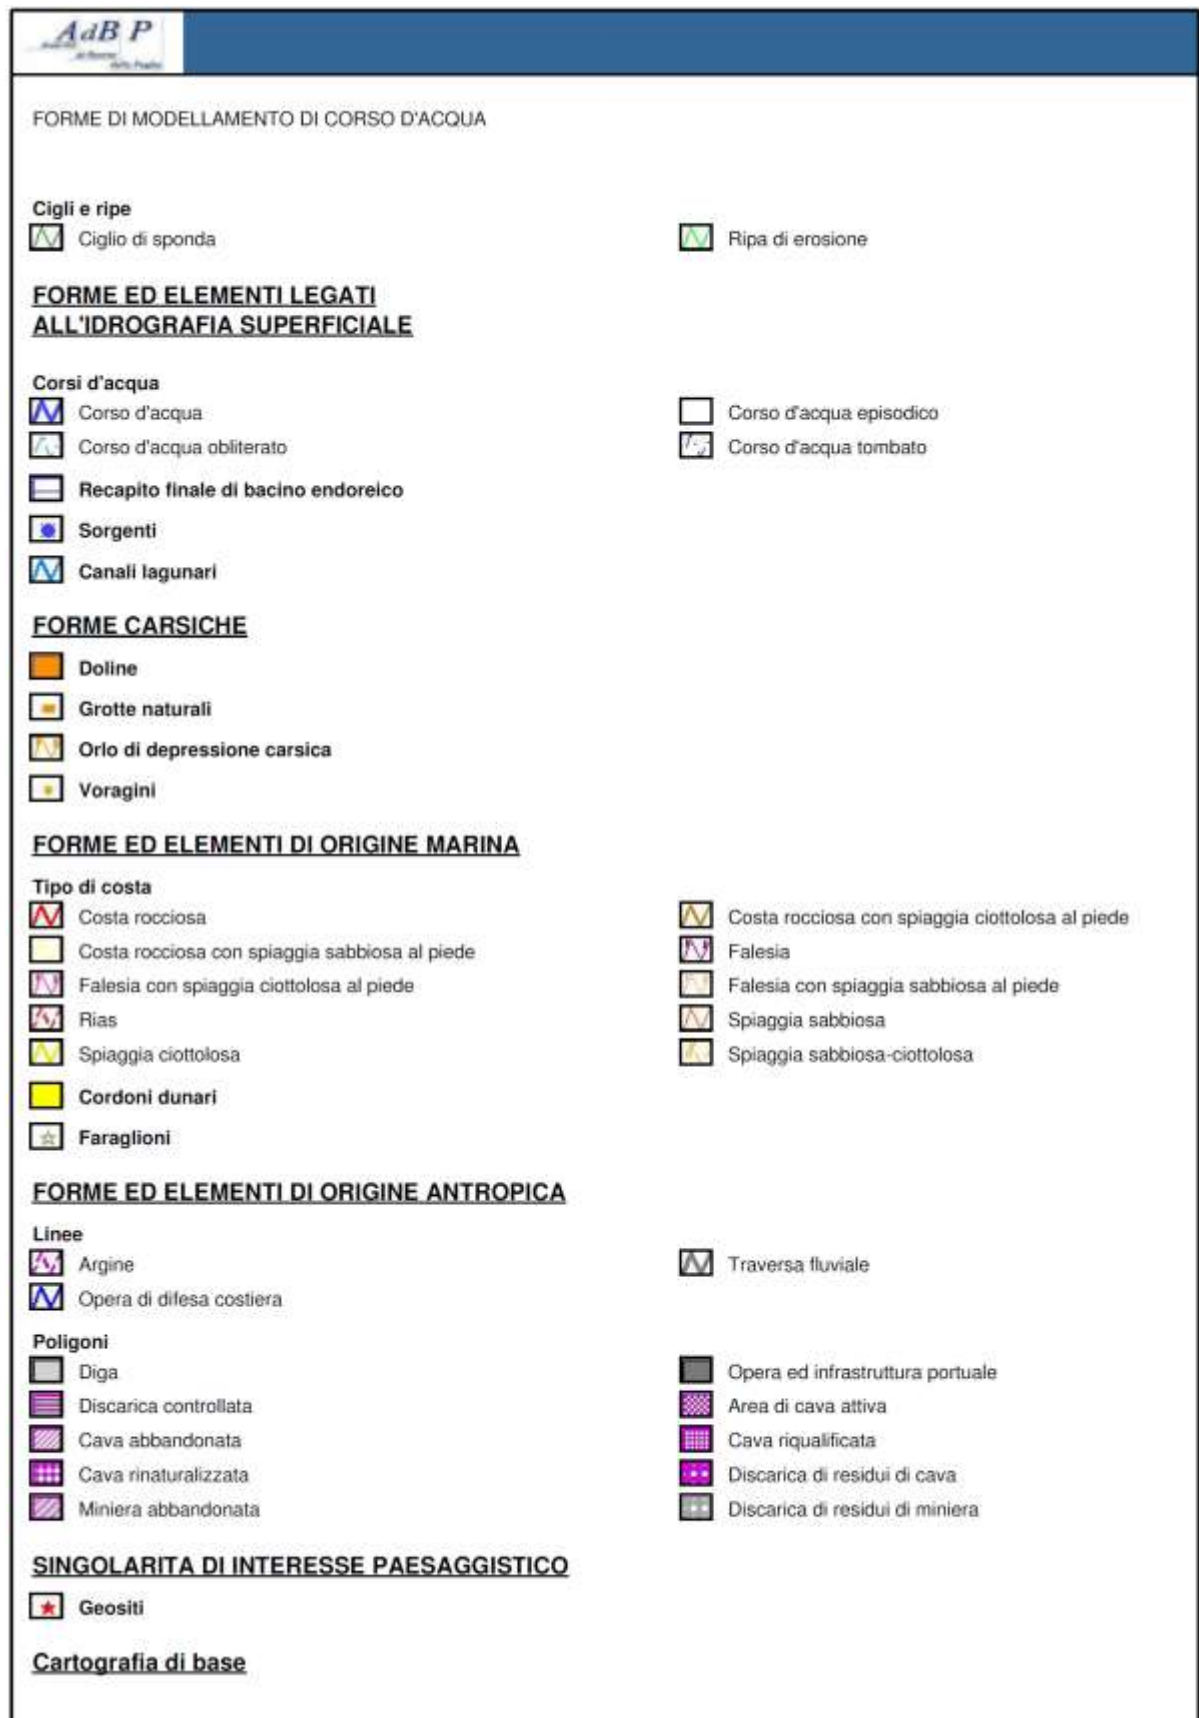 AdB P
FORME DI MODELLAMENTO DI CORSO D'ACQUA
Cigli e ripe
Ciglio di sponda
Ripa di erosione
FORME ED ELEMENTI LEGATI
ALL'IDROGRAFIA SUPERFICIALE
Corsi d'acqua
Corso d'acqua
Corso d'acqua episodico
Corso d'acqua obliterato
Corso d'acqua tombato
Recapito finale di bacino endoreico
Sorgenti
Canali lagunari
FORME CARSICHE
Doline
Grotte naturali
Orlo di depressione carsica
Voragini
FORME ED ELEMENTI DI ORIGINE MARINA
Tipo di costa
Costa rocciosa
Costa rocciosa con spiaggia ciottolosa al piede
Costa rocciosa con spiaggia sabbiosa al piede
Falesia
Falesia con spiaggia ciottolosa al piede
Falesia con spiaggia sabbiosa al piede
Rias
Spiaggia sabbiosa
Spiaggia ciottolosa
Spiaggia sabbiosa-ciottolosa
Cordoni dunari
Faraglioni
FORME ED ELEMENTI DI ORIGINE ANTROPICA
Linee
Argine
Traversa fluviale
Opera di difesa costiera
Poligoni
Diga
Opera ed infrastruttura portuale
Discarica controllata
Area di cava attiva
Cava abbandonata
Cava riqualificata
Cava rinaturalizzata
Discarica di residui di cava
Miniera abbandonata
Discarica di residui di miniera
SINGOLARITA DI INTERESSE PAESAGGISTICO
Geositi
Cartografia di base